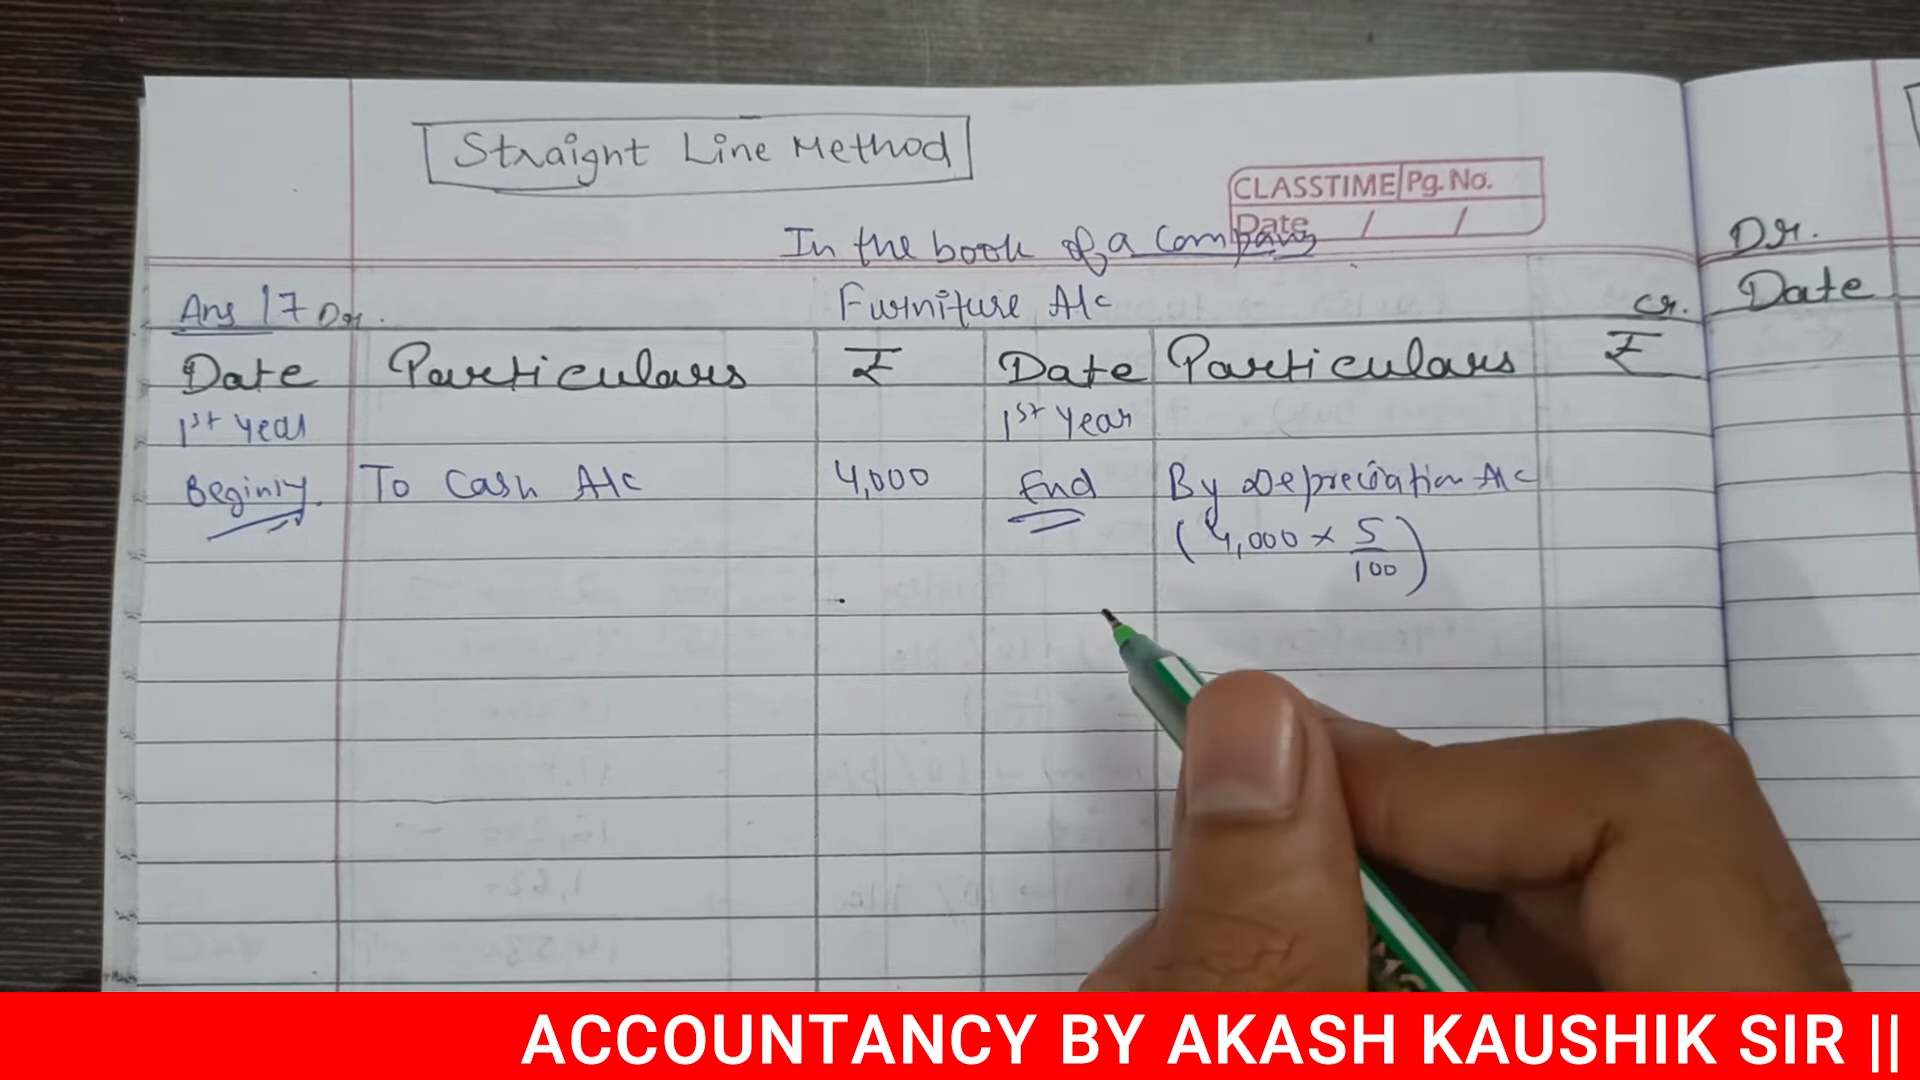 Straight Line Method
CLASSTIME Pg. No.
Date / /
In the book of a Company
Ans 17 Dr. Furniture A/c Cr.
Date Particulars ₹ Date Particulars ₹
1st year 1st year
Beginiy. To Cash A/c 4,000 End By Depreciation A/c
(4,000 × 5/100)
Dr.
Date
ACCOUNTANCY BY AKASH KAUSHIK SIR ||